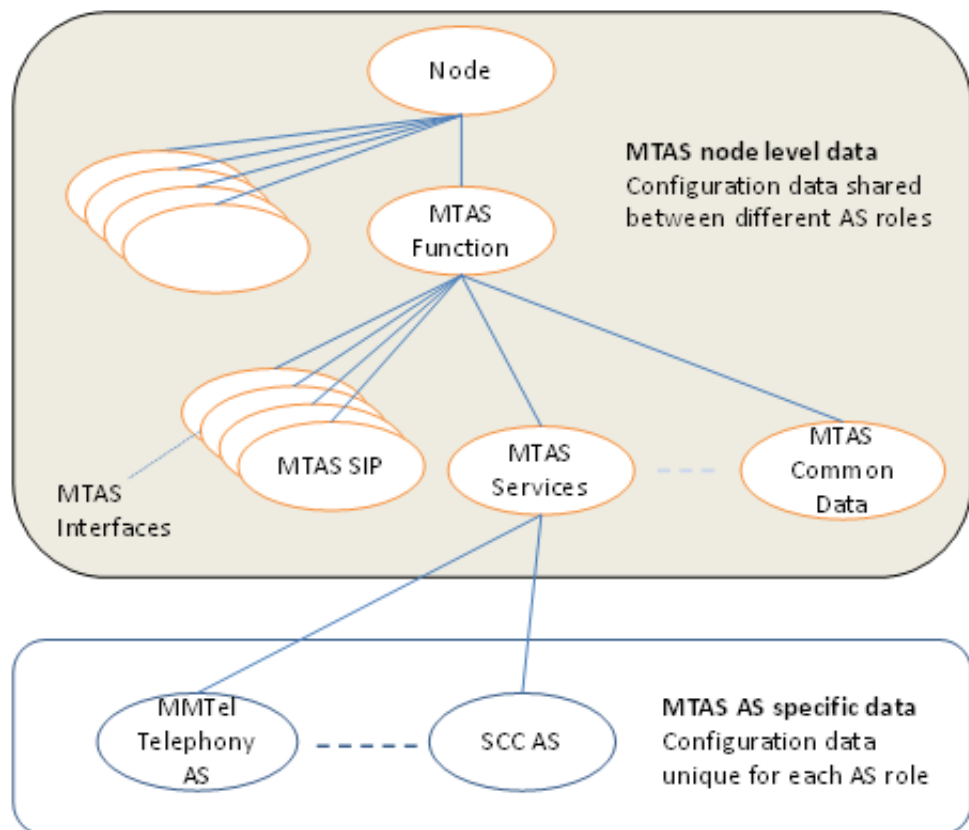 Node
MTAS node level data
Configuration data shared
between different AS roles
MTAS
Function
MTAS SIP
MTAS
Services
MTAS
Common
Data
MTAS
Interfaces
MMTel
Telephony
AS
SCC AS
MTAS AS specific data
Configuration data
unique for each AS role